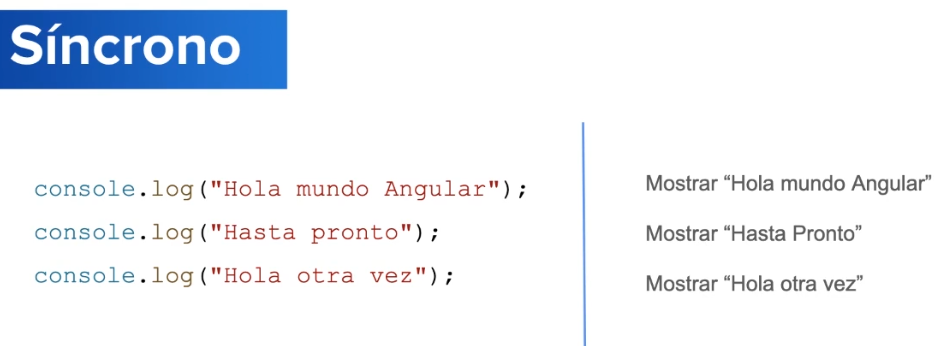 Síncrono
console.log("Hola mundo Angular");
console.log("Hasta pronto");
console.log("Hola otra vez");
Mostrar “Hola mundo Angular”
Mostrar “Hasta Pronto”
Mostrar “Hola otra vez”